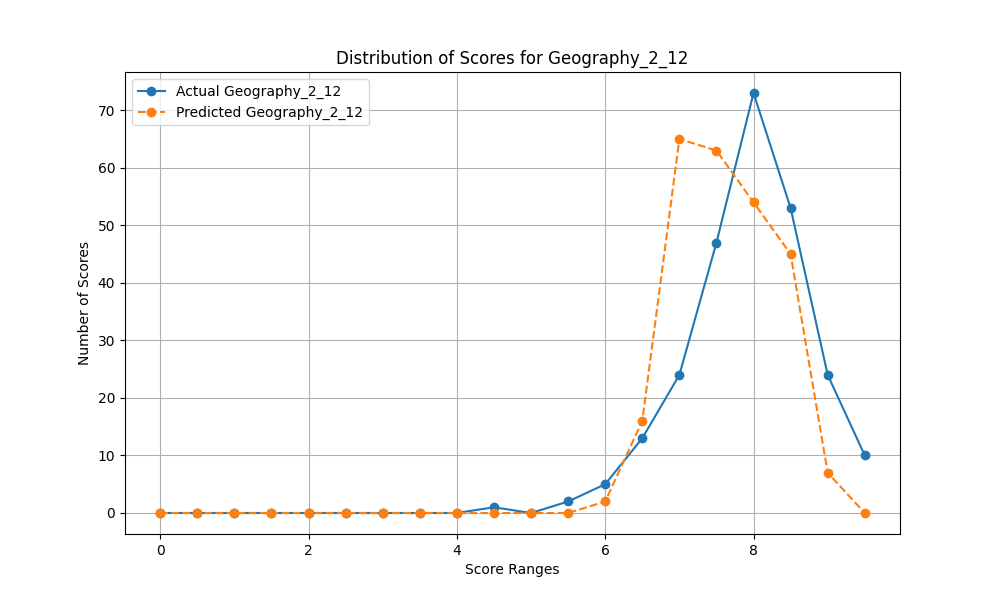 Distribution of Scores for Geography_2_12
Actual Geography_2_12
Predicted Geography_2_12
Number of Scores
70
60
50
40
30
20
10
0
0 2 4 6 8
Score Ranges